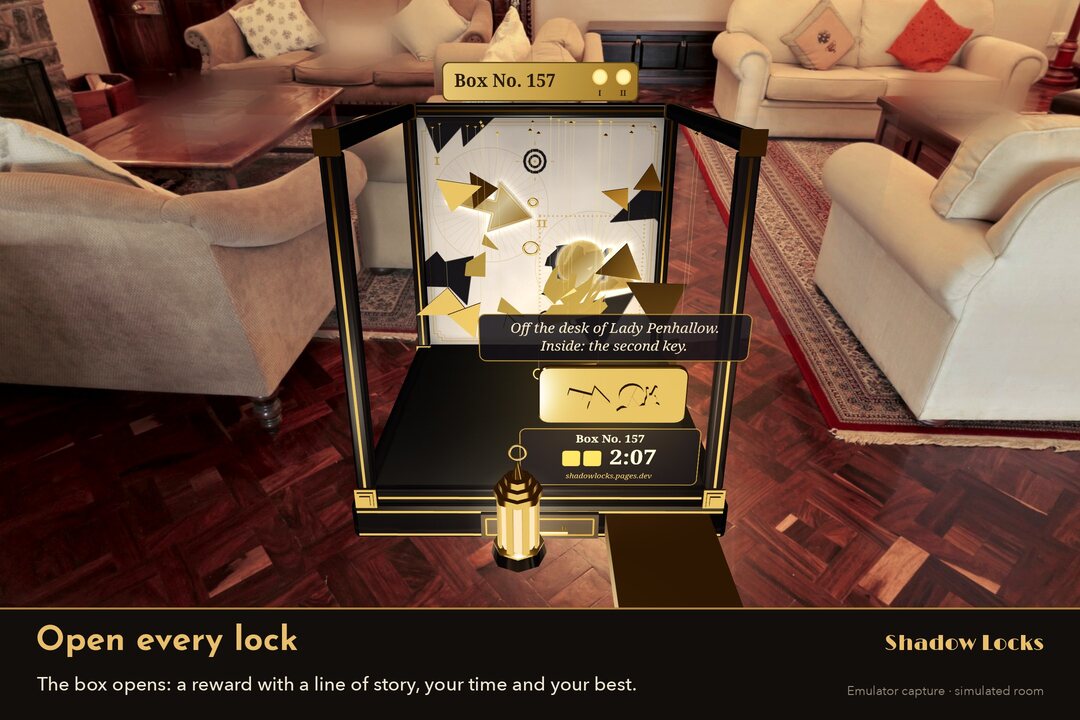 Box No. 157
I II
I
II
Off the desk of Lady Penhallow.
Inside: the second key.
Box No. 157
2:07
shadowlocks.pages.dev
Open every lock
Shadow Locks
The box opens: a reward with a line of story, your time and your best.
Emulator capture · simulated room